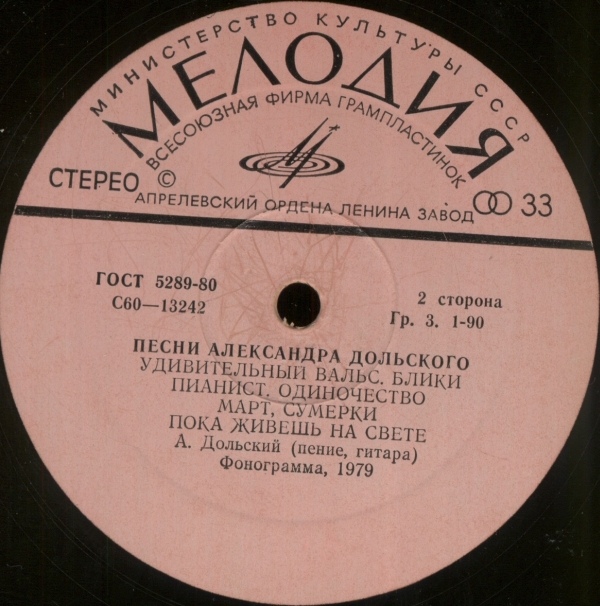 МИНИСТЕРСТВО КУЛЬТУРЫ СССР
МЕЛОДИЯ
ВСЕСОЮЗНАЯ ФИРМА ГРАМПЛАСТИНОК
СТЕРЕО © 33
АПРЕЛЕВСКИЙ ОРДЕНА ЛЕНИНА ЗАВОД
ГОСТ 5289-80
С60—13242
2 сторона
Гр. 3. 1-90
ПЕСНИ АЛЕКСАНДРА ДОЛЬСКОГО
УДИВИТЕЛЬНЫЙ ВАЛЬС. БЛИКИ
ПИАНИСТ. ОДИНОЧЕСТВО
МАРТ, СУМЕРКИ
ПОКА ЖИВЕШЬ НА СВЕТЕ
А. Дольский (пение, гитара)
Фонограмма, 1979